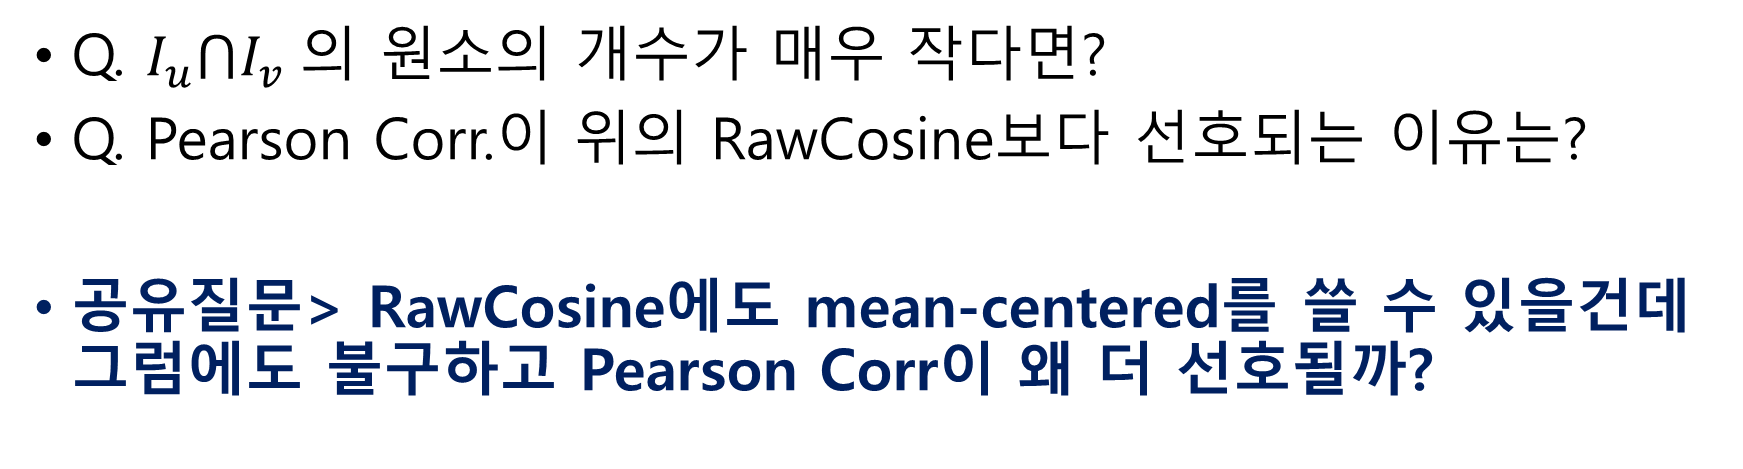 • Q. 𝐼ᵤ∩𝐼ᵥ 의 원소의 개수가 매우 작다면?
• Q. Pearson Corr.이 위의 RawCosine보다 선호되는 이유는?
• 공유질문> RawCosine에도 mean-centered를 쓸 수 있을건데
그럼에도 불구하고 Pearson Corr이 왜 더 선호될까?